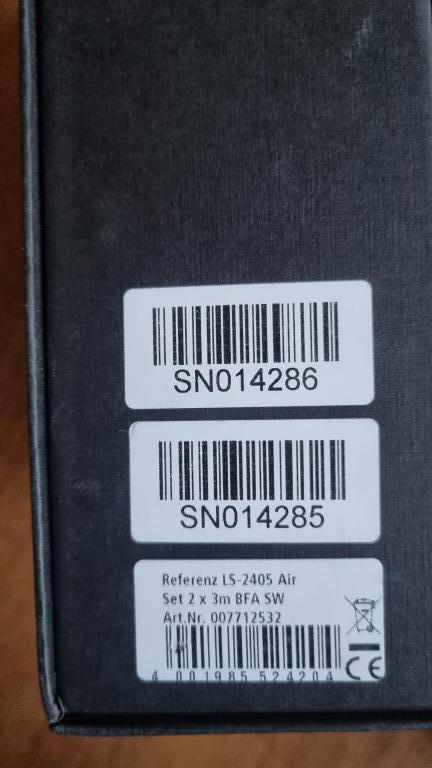 SN014286
SN014285
Referenz LS-2405 Air
Set 2 x 3m BFA SW
Art.Nr. 007712532
4 001985 524204
CE